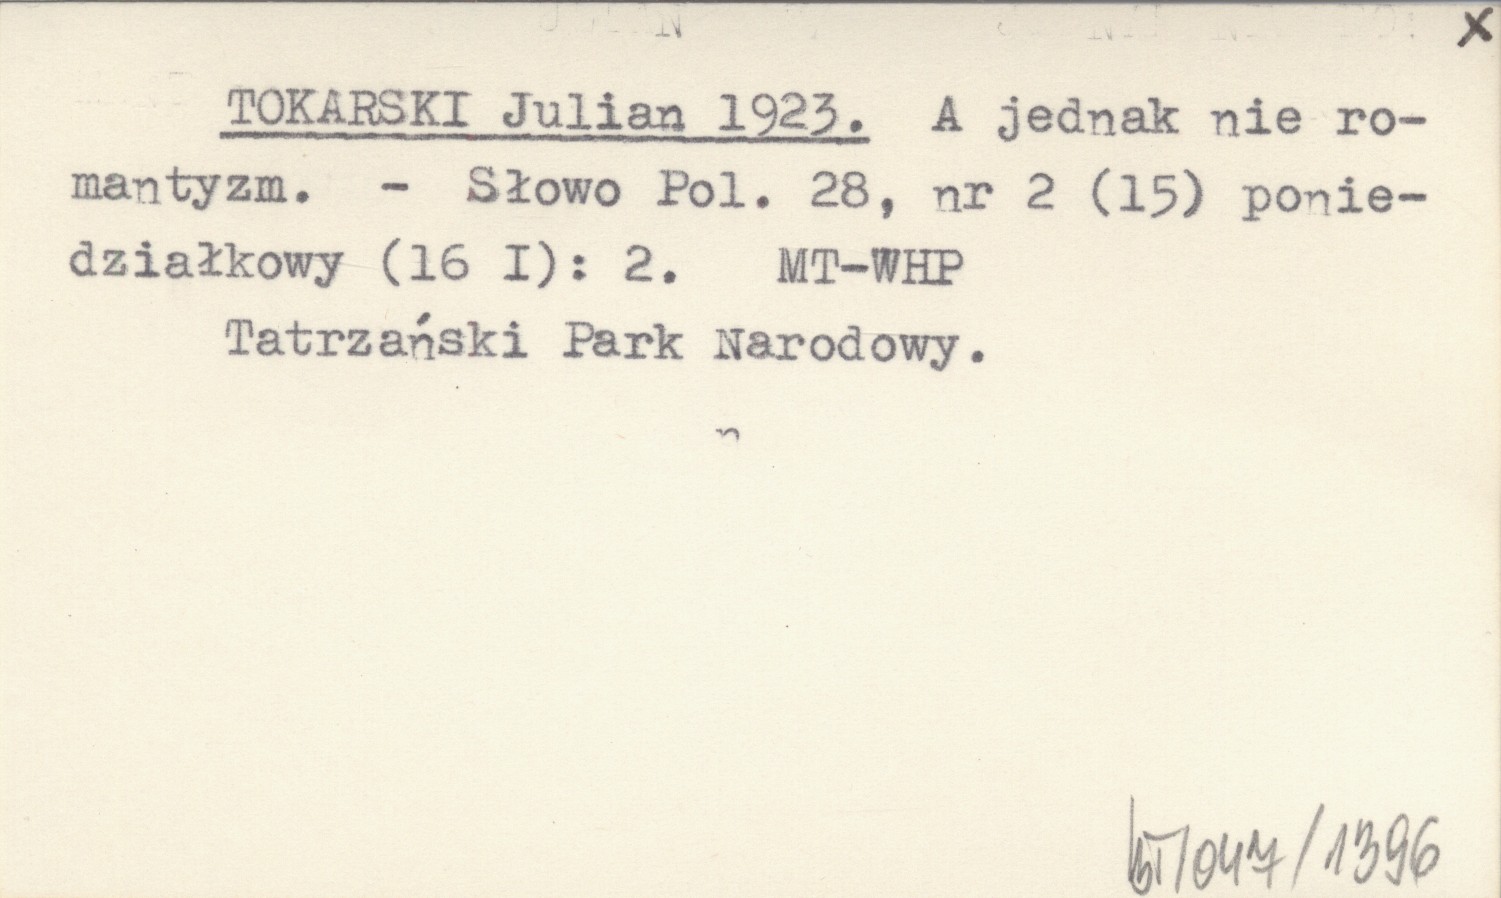 x
TOKARSKI Julian 1923. A jednak nie ro-
mantyzm. - Słowo Pol. 28, nr 2 (15) ponie-
działkowy (16 I): 2. MT-WHP
Tatrzański Park Narodowy.
/047/1396